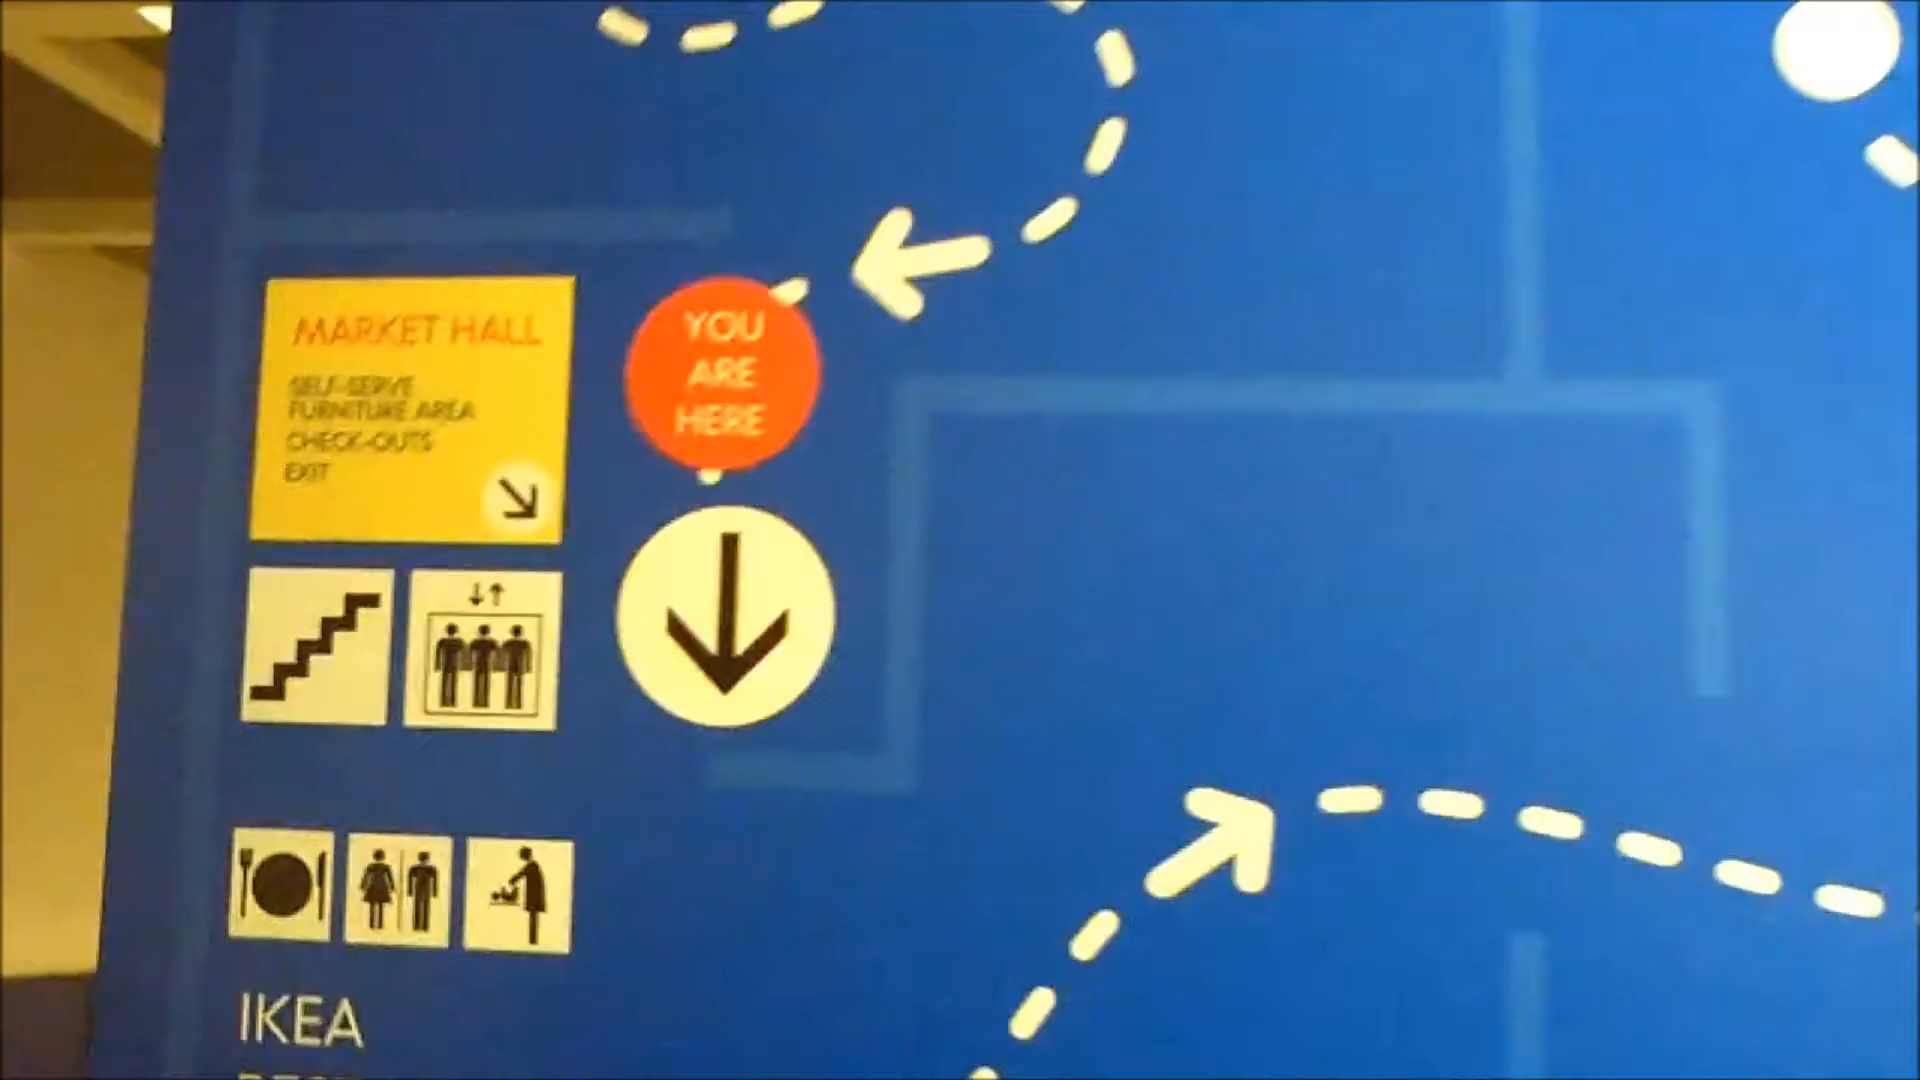 MARKET HALL
SELF-SERVE
FURNITURE AREA
CHECK-OUTS
EXIT
YOU
ARE
HERE
IKEA